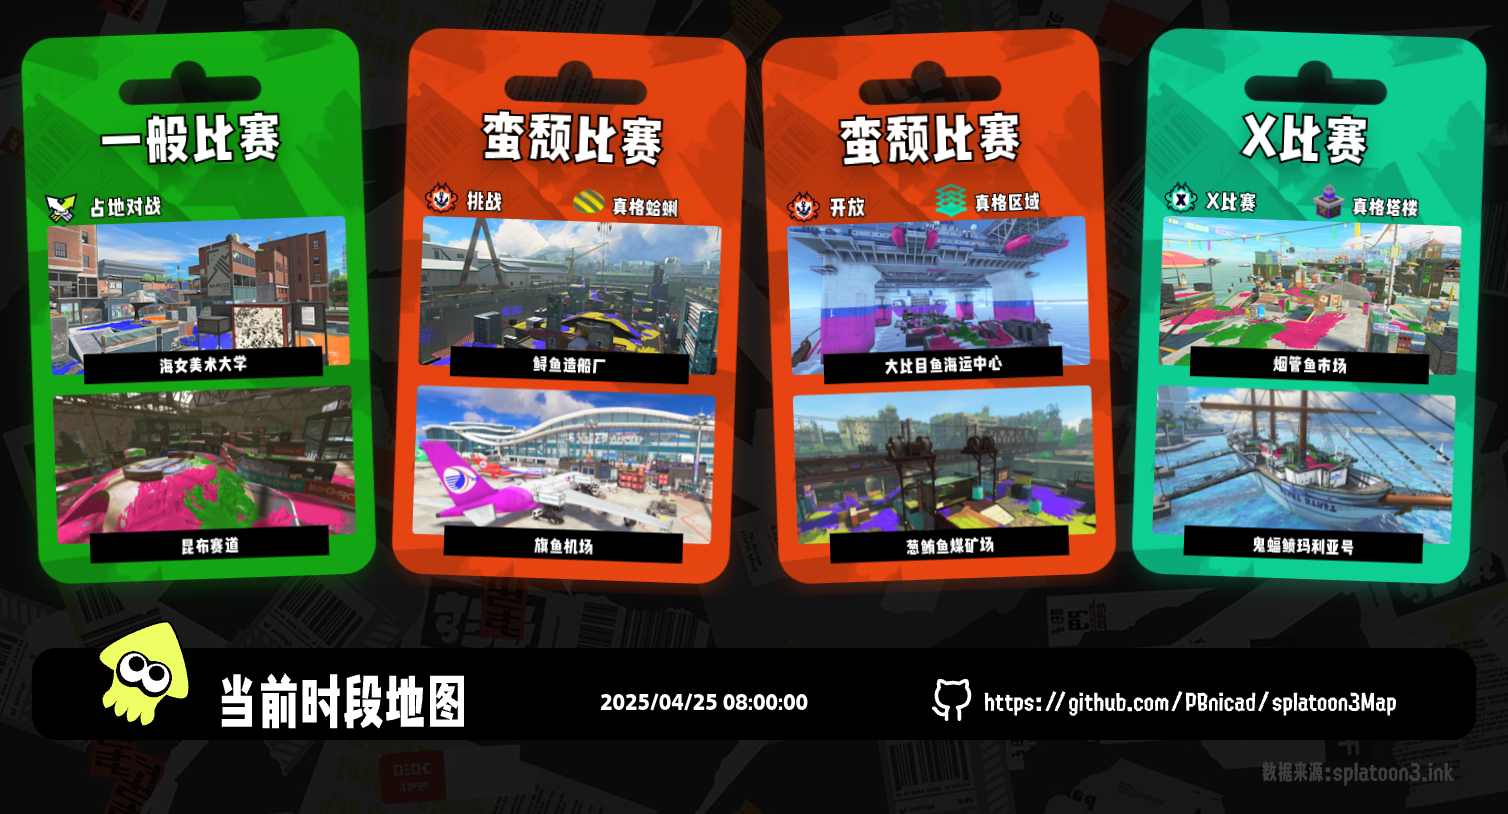 一般比赛
占地对战
海女美术大学
昆布赛道
蛮颓比赛
挑战
真格蛤蜊
鲟鱼造船厂
旗鱼机场
蛮颓比赛
开放
真格区域
大比目鱼海运中心
葱鲔鱼煤矿场
X比赛
X比赛
真格塔楼
烟管鱼市场
鬼蝠鲼玛利亚号
当前时段地图
2025/04/25 08:00:00
https://github.com/PBnicad/splatoon3Map
数据来源:splatoon3.ink